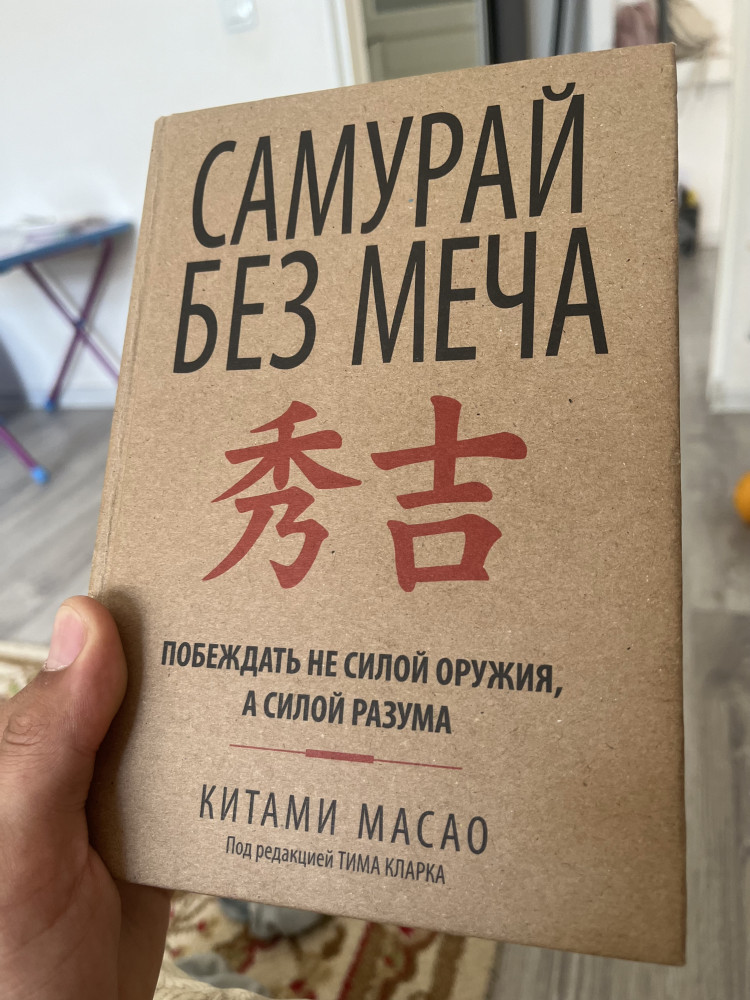 САМУРАЙ
БЕЗ МЕЧА
秀吉
ПОБЕЖДАТЬ НЕ СИЛОЙ ОРУЖИЯ,
А СИЛОЙ РАЗУМА
КИТАМИ МАСАО
Под редакцией ТИМА КЛАРКА